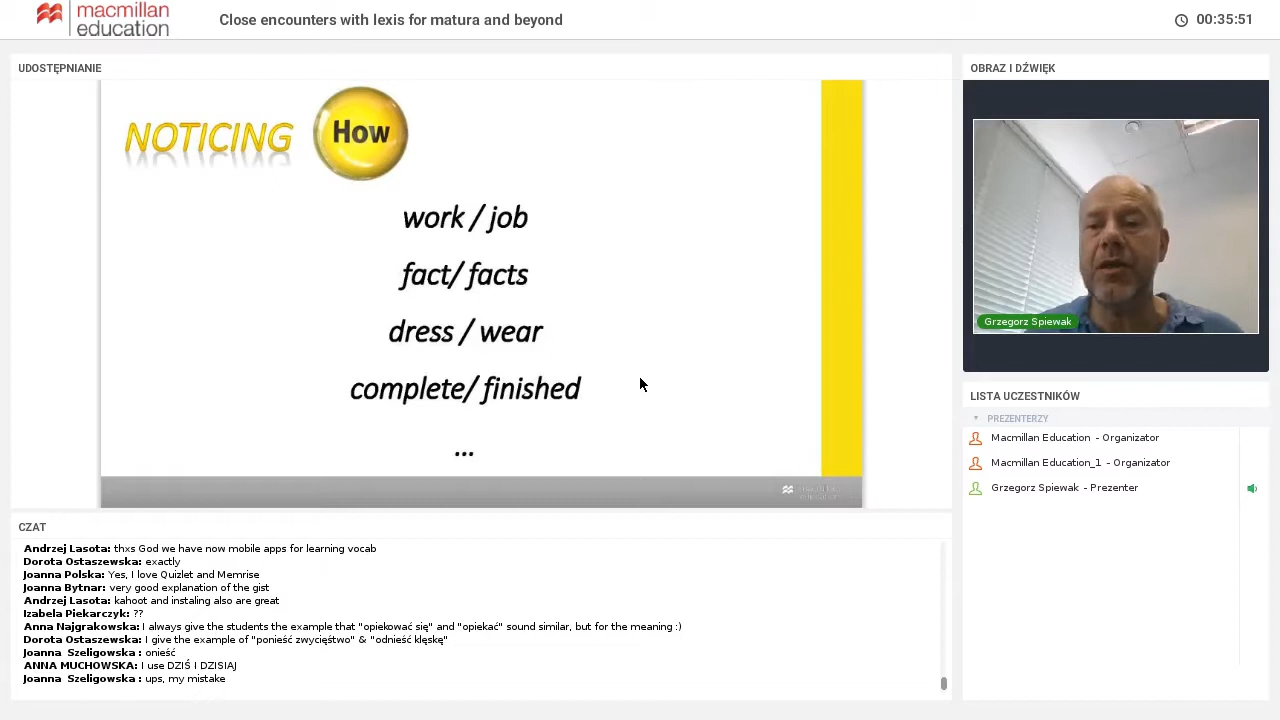 macmillan
education
Close encounters with lexis for matura and beyond
00:35:51
UDOSTĘPNIANIE
NOTICING
How
work / job
fact/ facts
dress / wear
complete/ finished
...
CZAT
Andrzej Lasota: thxs God we have now mobile apps for learning vocab
Dorota Ostaszewska: exactly
Joanna Polska: Yes, I love Quizlet and Memrise
Joanna Bytnar: very good explanation of the gist
Andrzej Lasota: kahoot and instaling also are great
Izabela Piekarczyk: ??
Anna Najgrakowska: I always give the students the example that "opiekować się" and "opiekać" sound similar, but for the meaning :)
Dorota Ostaszewska: I give the example of "ponieść zwycięstwo" & "odnieść klęskę"
Joanna Szeligowska : onieść
ANNA MUCHOWSKA: I use DZIŚ I DZISIAJ
Joanna Szeligowska : ups, my mistake
OBRAZ I DŹWIĘK
Grzegorz Spiewak
LISTA UCZESTNIKÓW
PREZENTERZY
Macmillan Education - Organizator
Macmillan Education_1 - Organizator
Grzegorz Spiewak - Prezenter